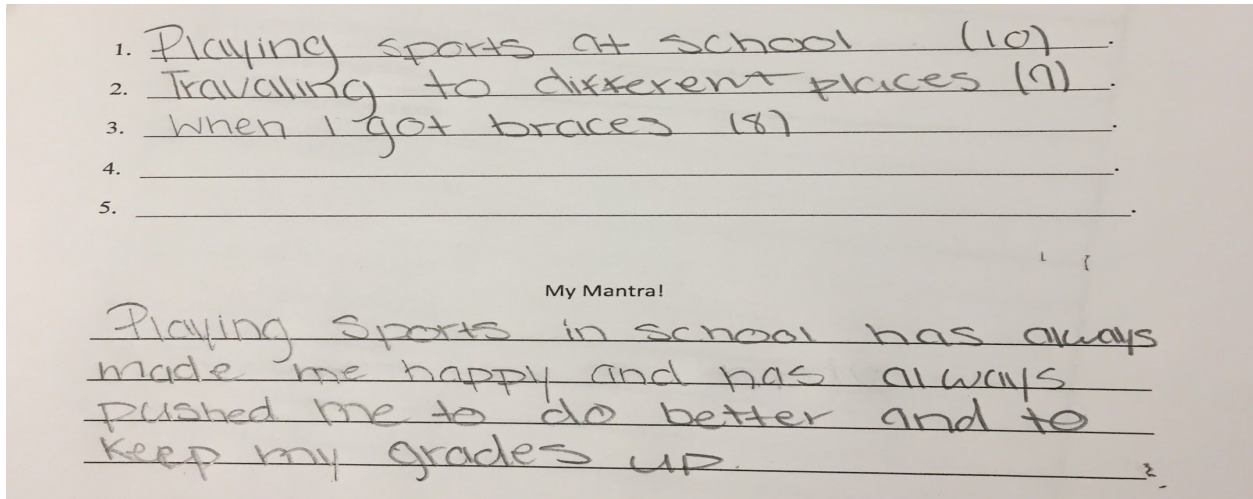 1. Playing sports at school (10).
2. Travaling to different places (9).
3. When I got braces (8).
4. .
5. .
My Mantra!
Playing sports in school has always
made me happy and has always
pushed me to do better and to
keep my grades up.